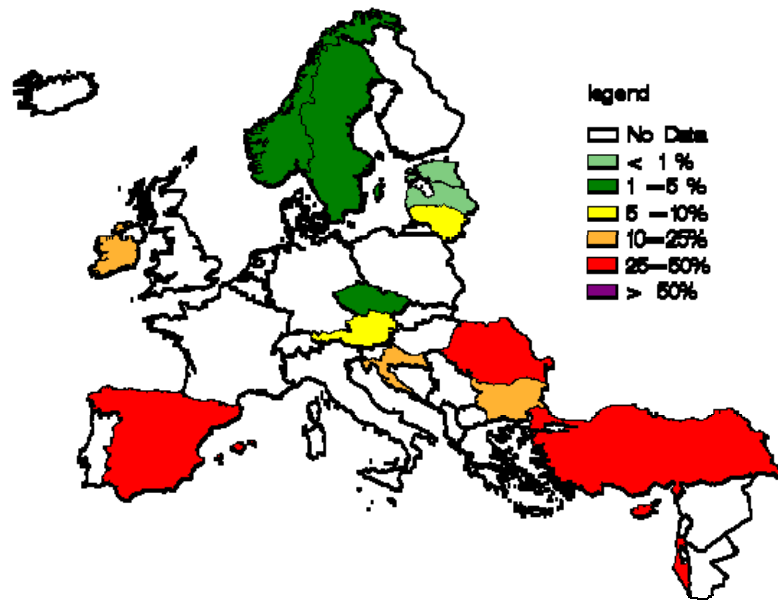 legend
No Data
< 1 %
1 –5 %
5 –10%
10–25%
25–50%
> 50%